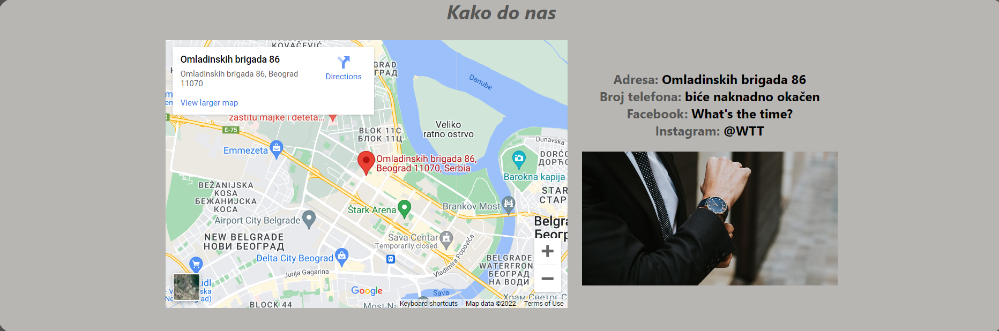 Kako do nas
KOVAČEVIĆ
Omladinskih brigada 86
Omladinskih brigada 86, Beograd
11070
Directions
View larger map
GRAD
ГРАД
Danube
zaštitu majke i deteta...
E-75
BLOK 11C
БЛОК 11Ц
Veliko
ratno ostrvo
Dunavska
Emmezeta
Omladinskih brigada 86,
Beograd 11070, Serbia
DORĆO
ДОРЋО
Barokna kapija
BEŽANIJSKA
KOSA
БЕЖАНИЈСКА
КОСА
STAR
СТАР
Štark Arena
Brankov Most
Airport City Belgrade
Belgra
Београ
NEW BELGRADE
НОВИ БЕОГРАД
Sava Centar
Temporarily closed
Vladimira Popovića
Delta City Beograd
BELGRADE
WATERFRON
БЕОГРАД
НА ВОДИ
Jurija Gagarina
Lidl
Google
Sava
Храм Светог С
BLOCK 44
Most Na
Keyboard shortcuts
Map data ©2022
Terms of Use
Adresa: Omladinskih brigada 86
Broj telefona: biće naknadno okačen
Facebook: What's the time?
Instagram: @WTT